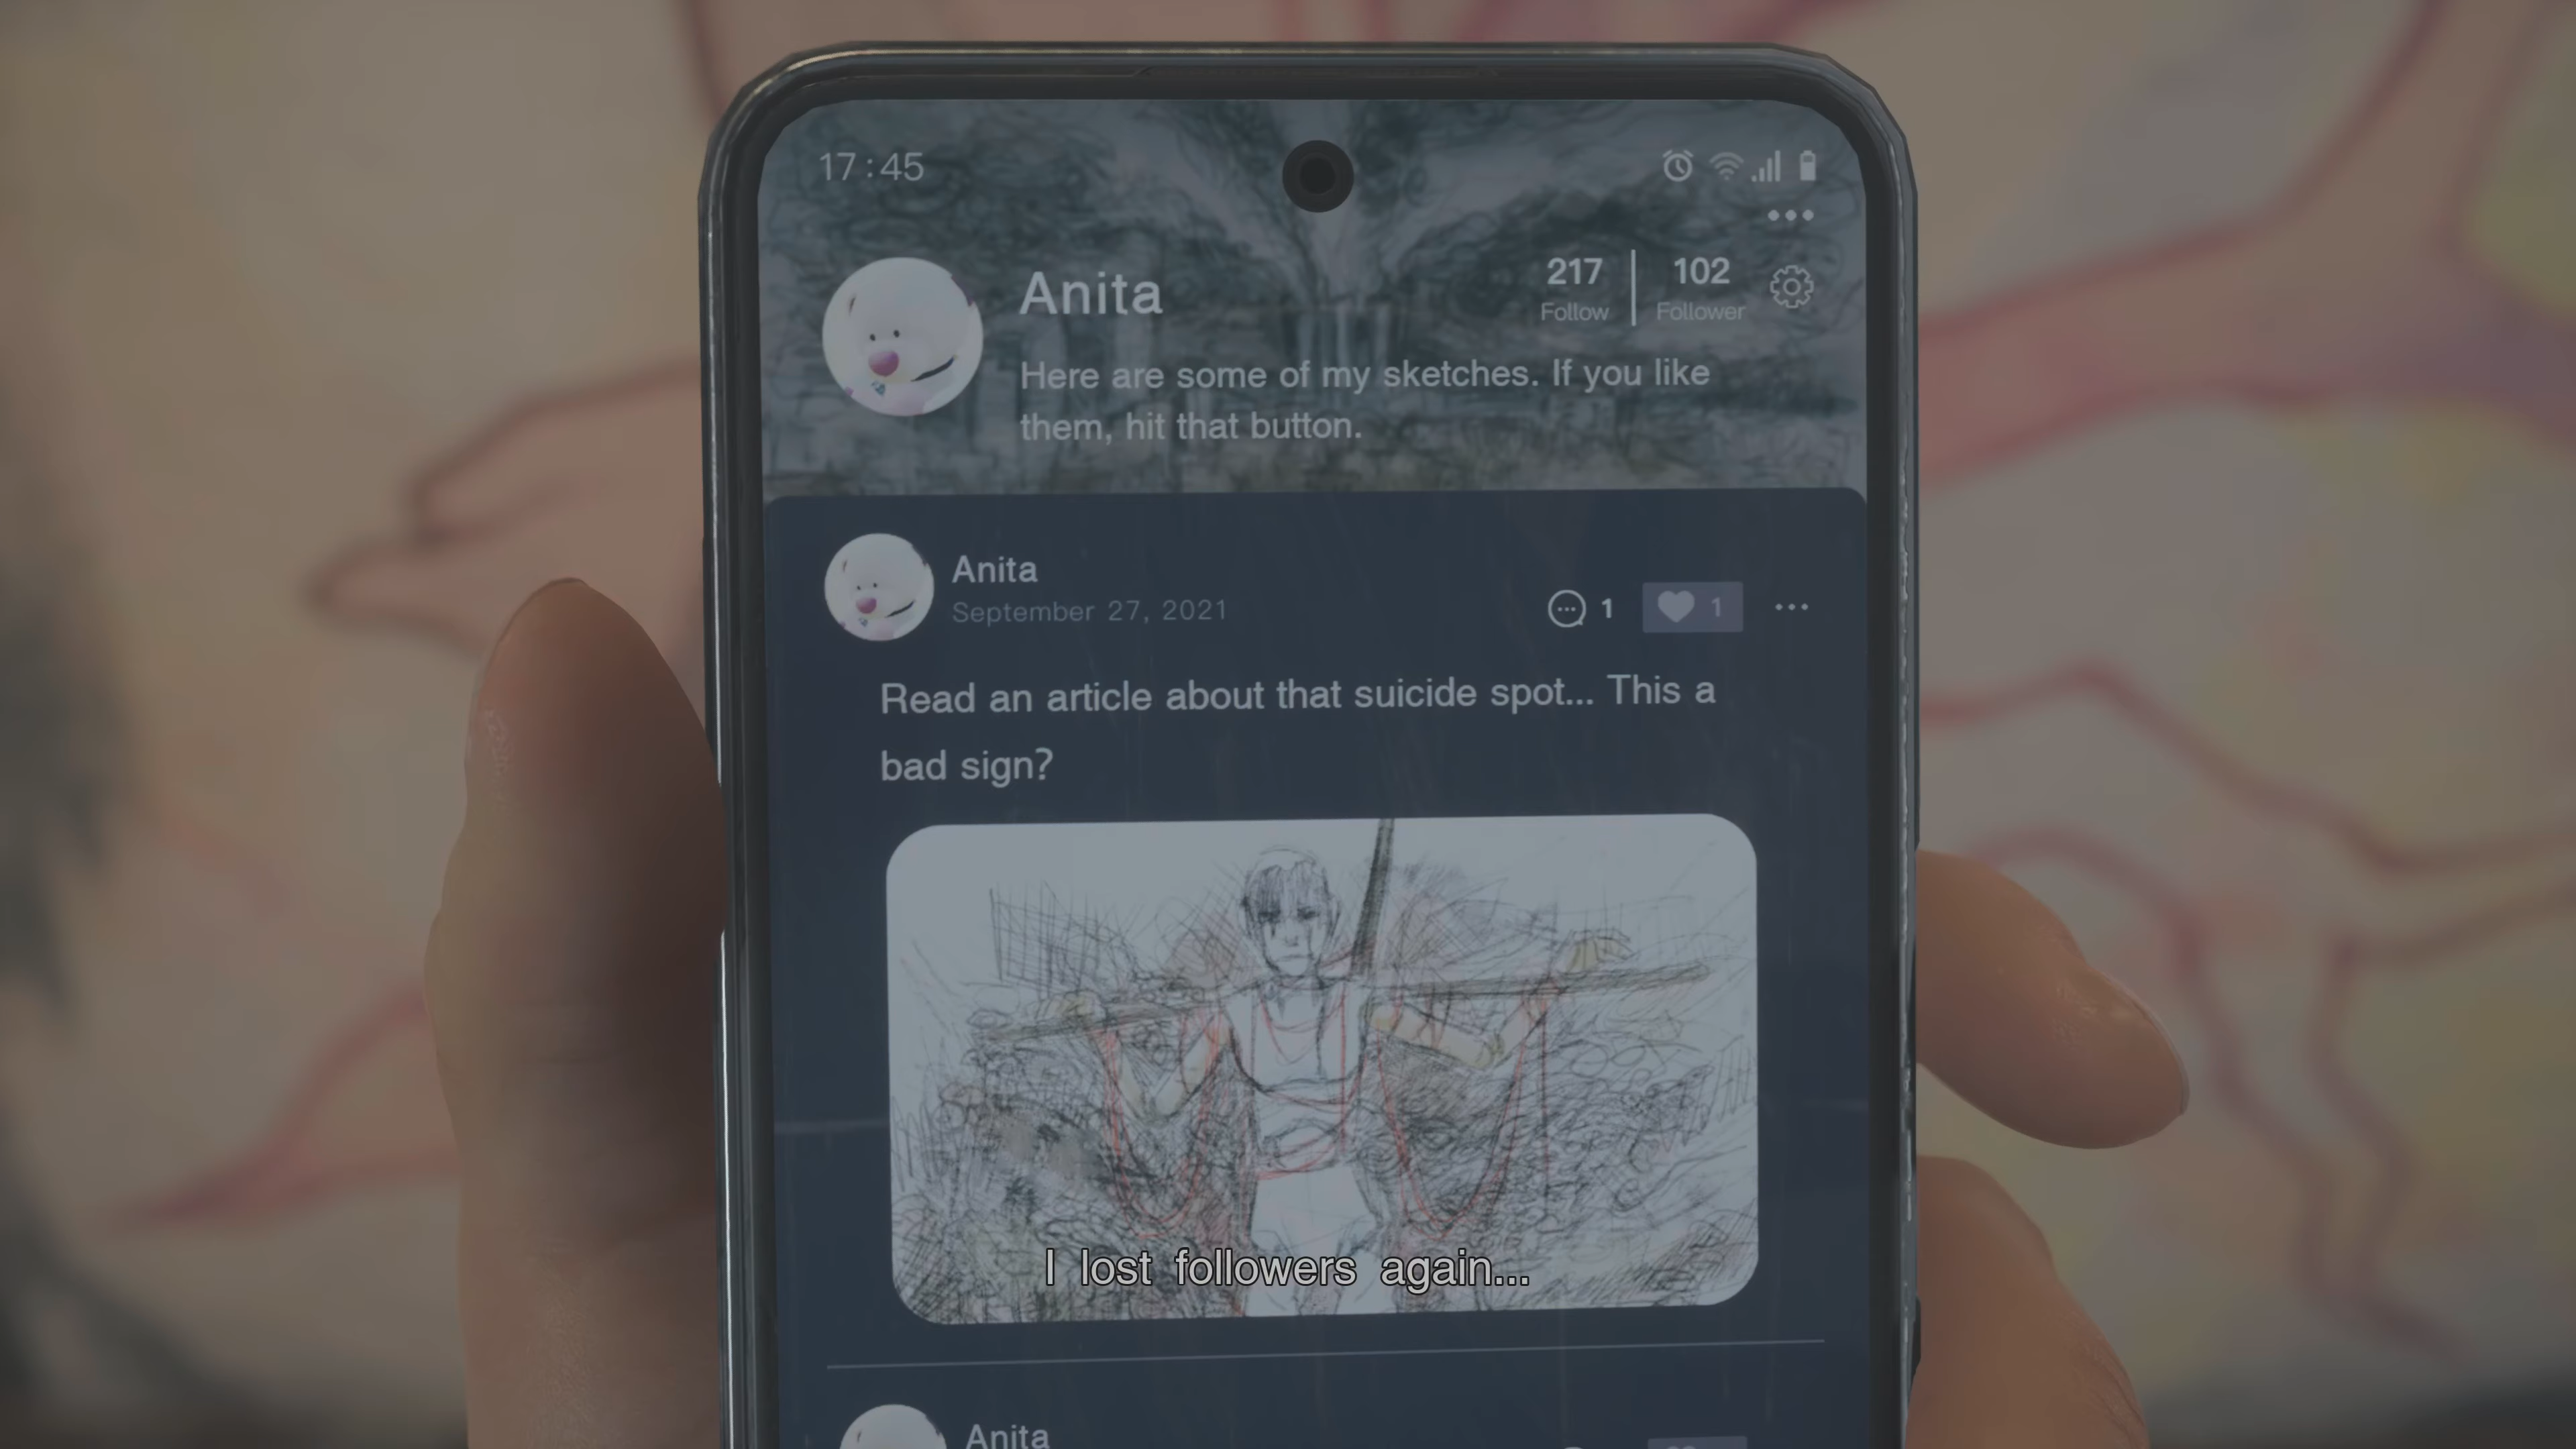 17:45
Anita
217
Follow
102
Follower
Here are some of my sketches. If you like
them, hit that button.
Anita
September 27, 2021
1
1
Read an article about that suicide spot... This a
bad sign?
I lost followers again...
Anita